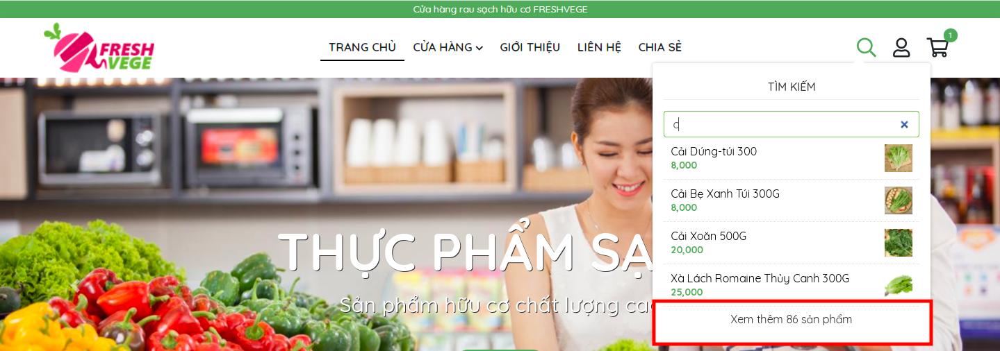 Cửa hàng rau sạch hữu cơ FRESHVEGE
FRESH
VEGE
TRANG CHỦ
CỬA HÀNG
GIỚI THIỆU
LIÊN HỆ
CHIA SẺ
1
TÌM KIẾM
c
Cải Dúng-túi 300
8,000
Cải Bẹ Xanh Túi 300G
8,000
Cải Xoăn 500G
20,000
Xà Lách Romaine Thủy Canh 300G
25,000
Xem thêm 86 sản phẩm
THỰC PHẨM SẠ
Sản phẩm hữu cơ chất lượng cao